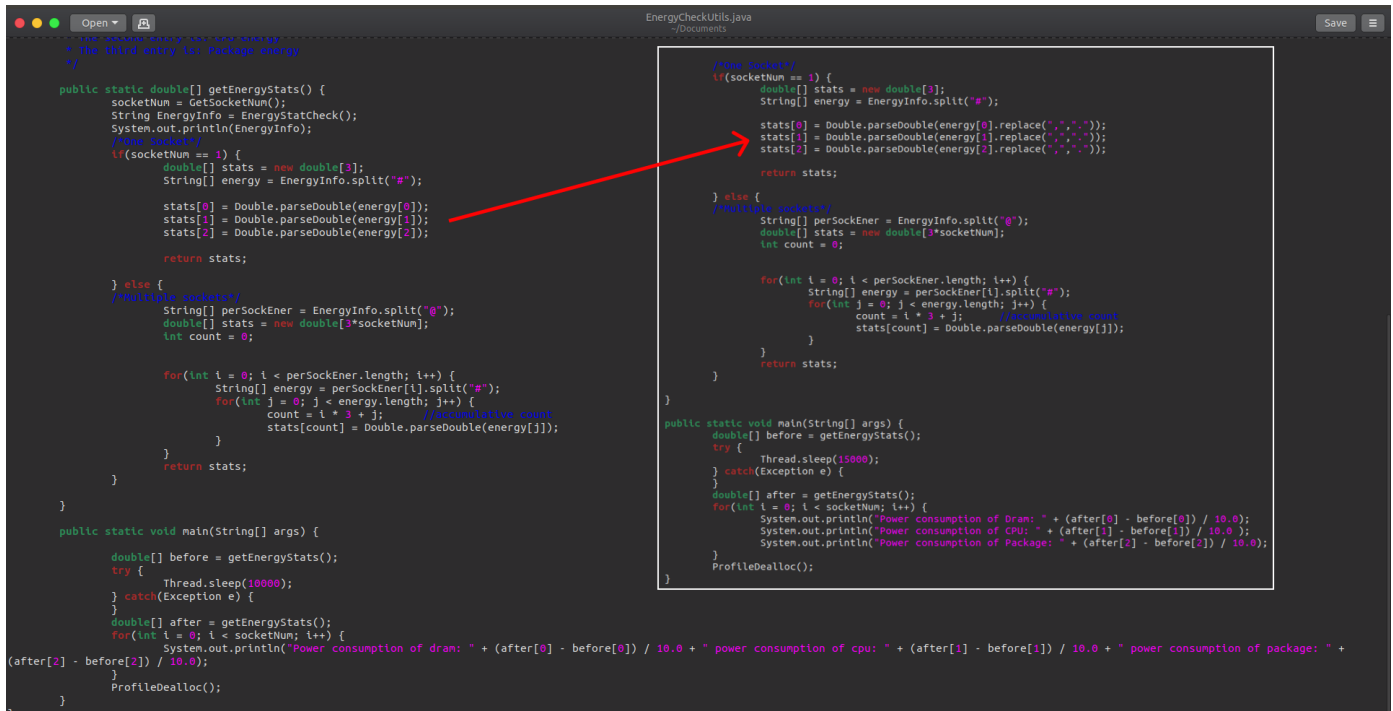 Open
EnergyCheckUtils.java
~/Documents
Save
* The second entry is: CPU energy
* The third entry is: Package energy
*/
public static double[] getEnergyStats() {
socketNum = GetSocketNum();
String EnergyInfo = EnergyStatCheck();
System.out.println(EnergyInfo);
/*One Socket*/
if(socketNum == 1) {
double[] stats = new double[3];
String[] energy = EnergyInfo.split("#");
stats[0] = Double.parseDouble(energy[0]);
stats[1] = Double.parseDouble(energy[1]);
stats[2] = Double.parseDouble(energy[2]);
return stats;
} else {
/*Multiple sockets*/
String[] perSockEner = EnergyInfo.split("@");
double[] stats = new double[3*socketNum];
int count = 0;
for(int i = 0; i < perSockEner.length; i++) {
String[] energy = perSockEner[i].split("#");
for(int j = 0; j < energy.length; j++) {
count = i * 3 + j; //accumulative count
stats[count] = Double.parseDouble(energy[j]);
}
}
return stats;
}
}
public static void main(String[] args) {
double[] before = getEnergyStats();
try {
Thread.sleep(10000);
} catch(Exception e) {
}
double[] after = getEnergyStats();
for(int i = 0; i < socketNum; i++) {
System.out.println("Power consumption of dram: " + (after[0] - before[0]) / 10.0 + " power consumption of cpu: " + (after[1] - before[1]) / 10.0 + " power consumption of package: " +
(after[2] - before[2]) / 10.0);
}
ProfileDealloc();
}
}
/*One Socket*/
if(socketNum == 1) {
double[] stats = new double[3];
String[] energy = EnergyInfo.split("#");
stats[0] = Double.parseDouble(energy[0].replace(",","."));
stats[1] = Double.parseDouble(energy[1].replace(",","."));
stats[2] = Double.parseDouble(energy[2].replace(",","."));
return stats;
} else {
/*Multiple sockets*/
String[] perSockEner = EnergyInfo.split("@");
double[] stats = new double[3*socketNum];
int count = 0;
for(int i = 0; i < perSockEner.length; i++) {
String[] energy = perSockEner[i].split("#");
for(int j = 0; j < energy.length; j++) {
count = i * 3 + j; //accumulative count
stats[count] = Double.parseDouble(energy[j]);
}
}
return stats;
}
}
public static void main(String[] args) {
double[] before = getEnergyStats();
try {
Thread.sleep(15000);
} catch(Exception e) {
}
double[] after = getEnergyStats();
for(int i = 0; i < socketNum; i++) {
System.out.println("Power consumption of Dram: " + (after[0] - before[0]) / 10.0);
System.out.println("Power consumption of CPU: " + (after[1] - before[1]) / 10.0 );
System.out.println("Power consumption of Package: " + (after[2] - before[2]) / 10.0);
}
ProfileDealloc();
}